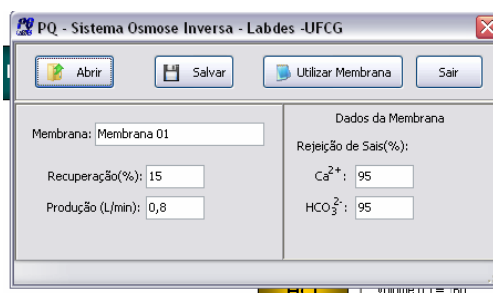 PQ - Sistema Osmose Inversa - Labdes -UFCG
Abrir
Salvar
Utilizar Membrana
Sair
Membrana: Membrana 01
Recuperação(%): 15
Produção (L/min): 0,8
Dados da Membrana
Rejeição de Sais(%):
Ca²⁺: 95
HCO₃²⁻: 95